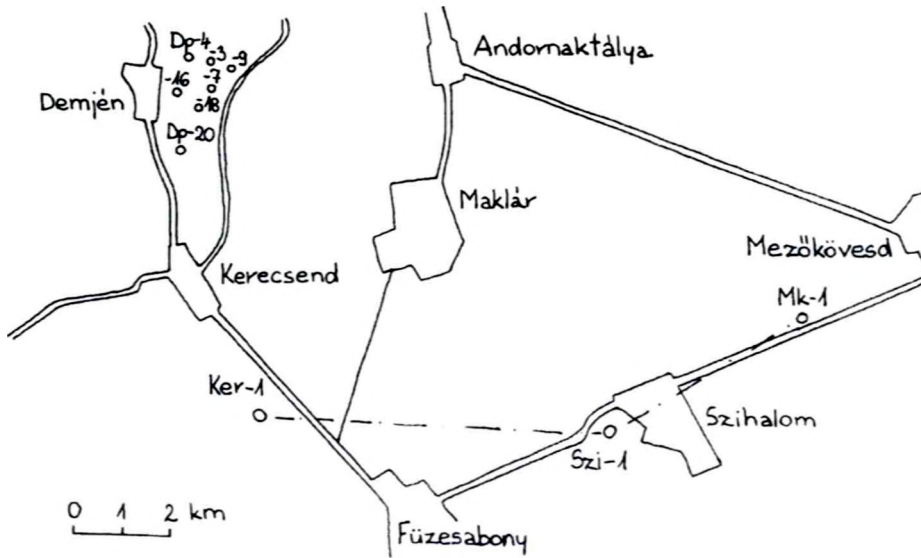 Dp-4
-3
-9
-16
-7
-18
Dp-20
Demjén
Andornaktálya
Maklár
Mezőkövesd
Kerecsend
Mk-1
Ker-1
Szihalom
Szi-1
0 1 2 km
Füzesabony